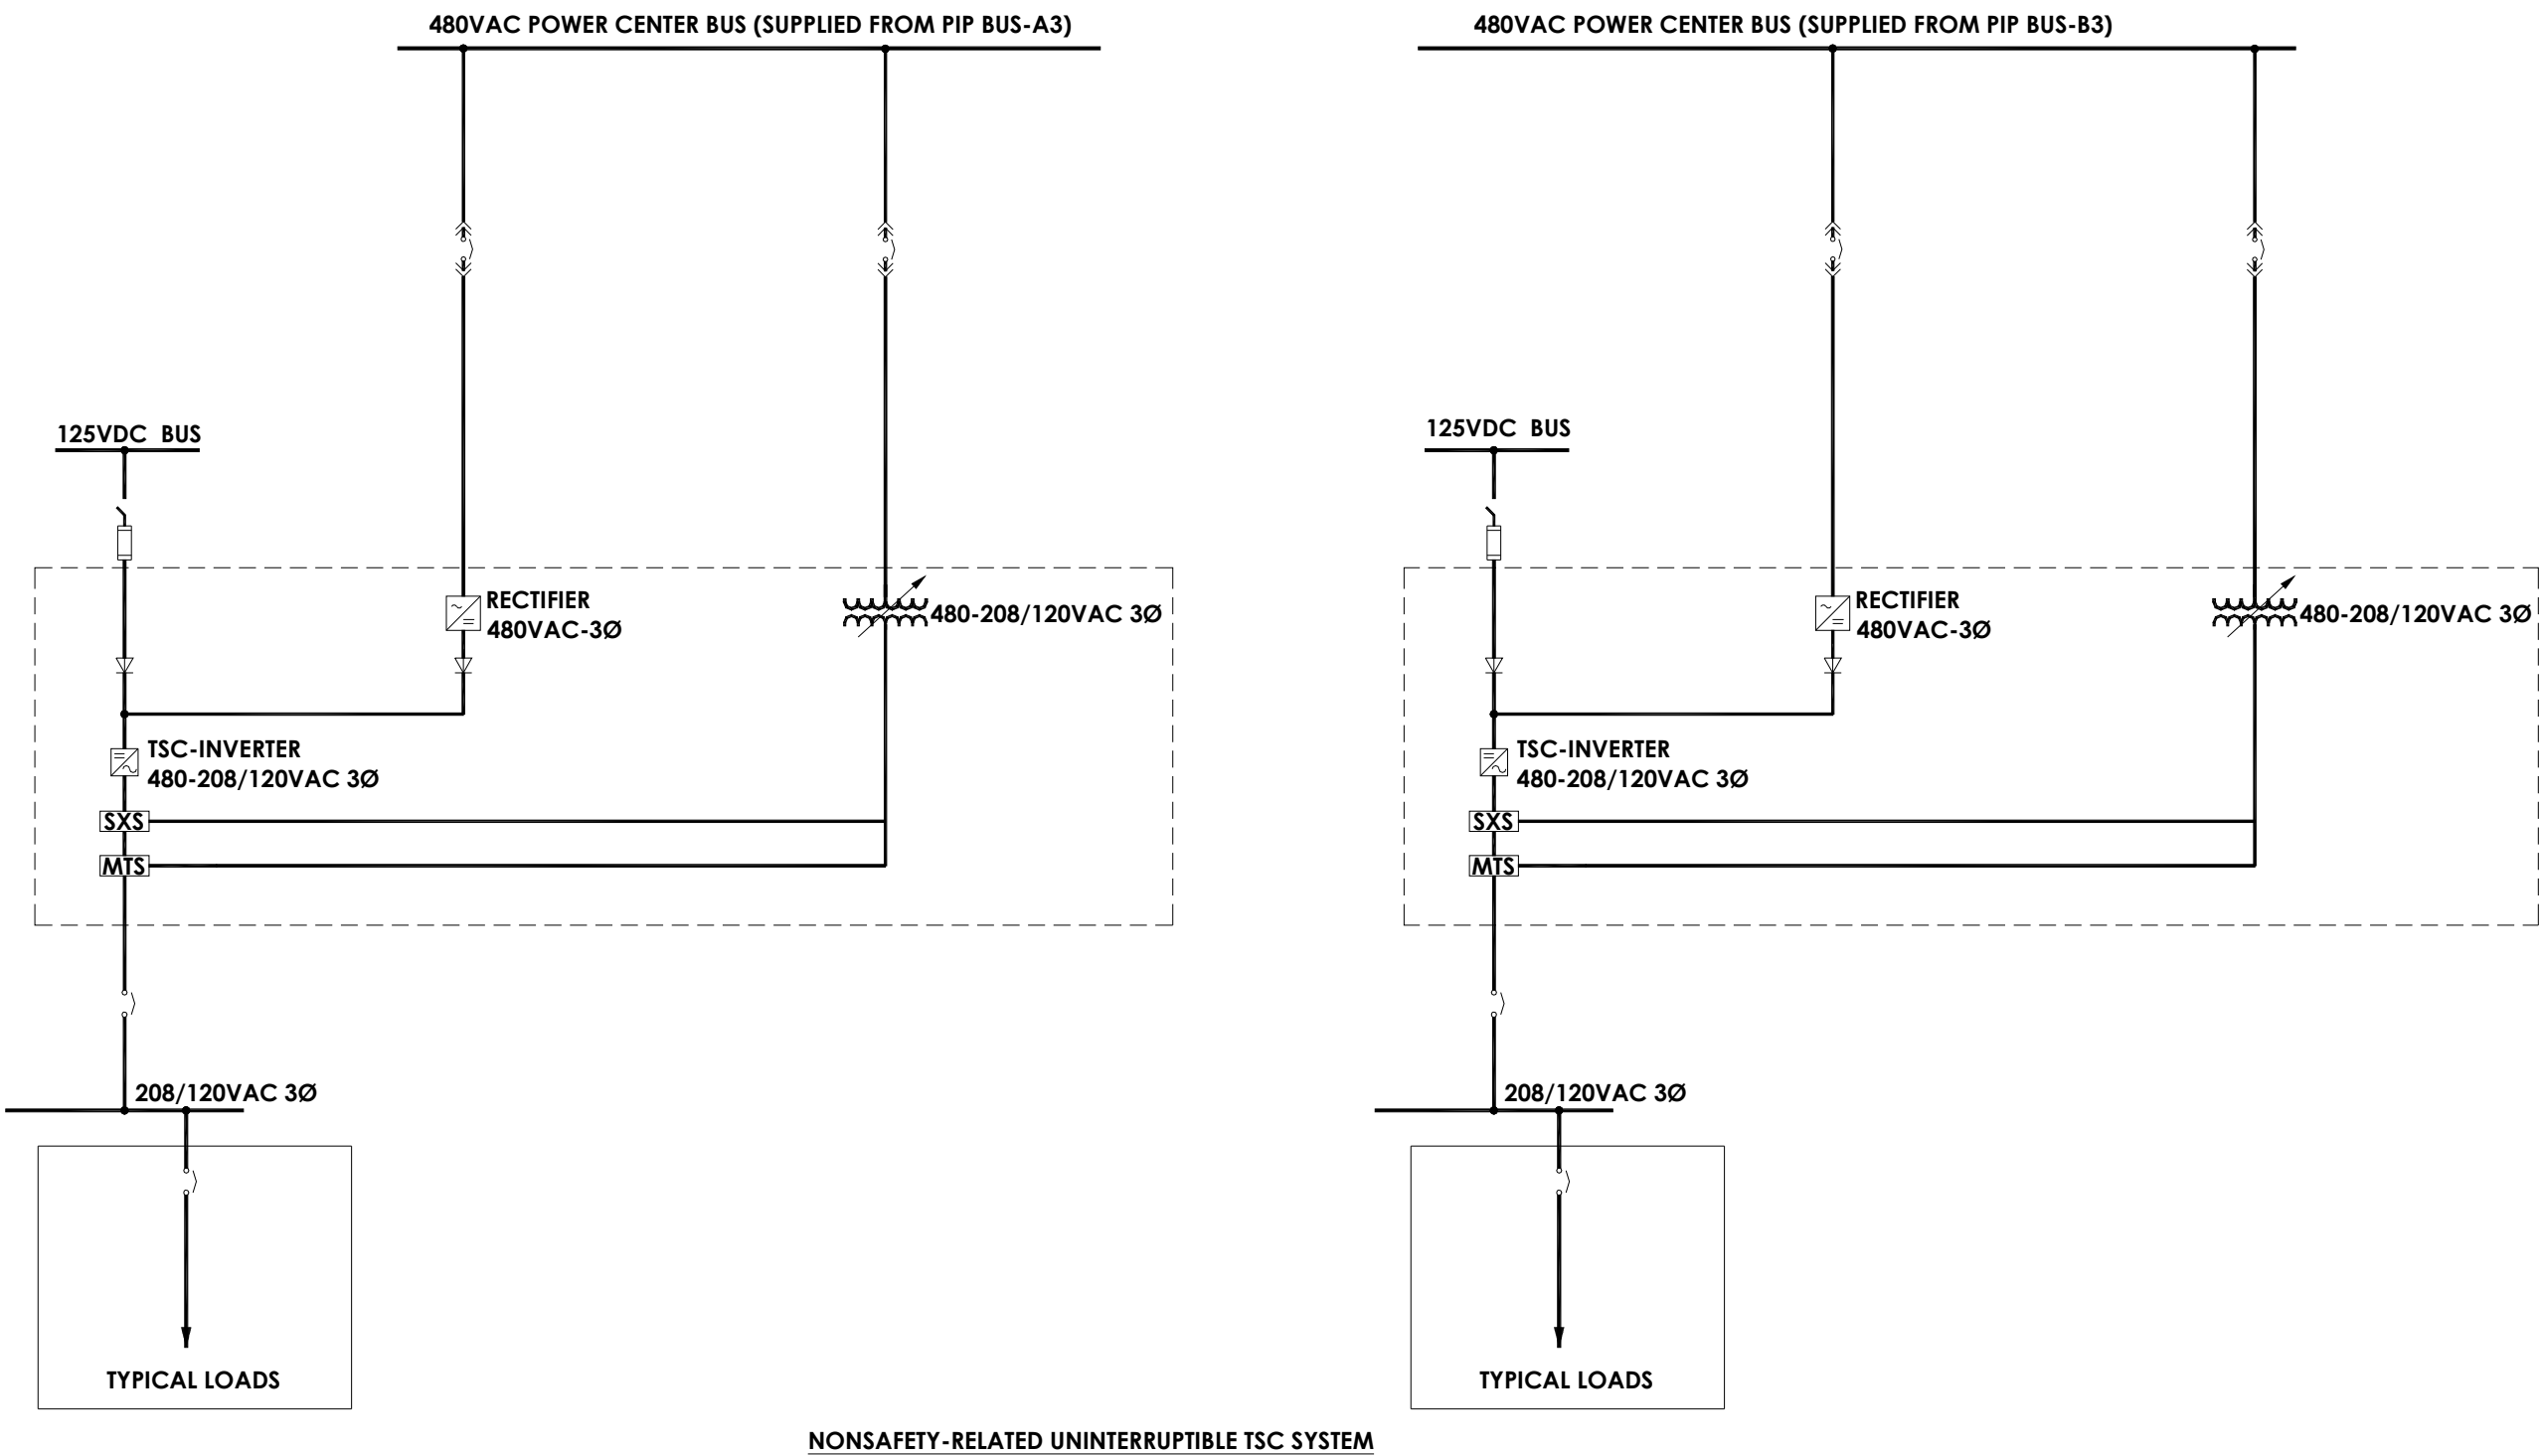 480VAC POWER CENTER BUS (SUPPLIED FROM PIP BUS-A3)
125VDC  BUS
RECTIFIER
480VAC-3Ø
480-208/120VAC 3Ø
TSC-INVERTER
480-208/120VAC 3Ø
SXS
MTS
208/120VAC 3Ø
TYPICAL LOADS
480VAC POWER CENTER BUS (SUPPLIED FROM PIP BUS-B3)
125VDC  BUS
RECTIFIER
480VAC-3Ø
480-208/120VAC 3Ø
TSC-INVERTER
480-208/120VAC 3Ø
SXS
MTS
208/120VAC 3Ø
TYPICAL LOADS
NONSAFETY-RELATED UNINTERRUPTIBLE TSC SYSTEM